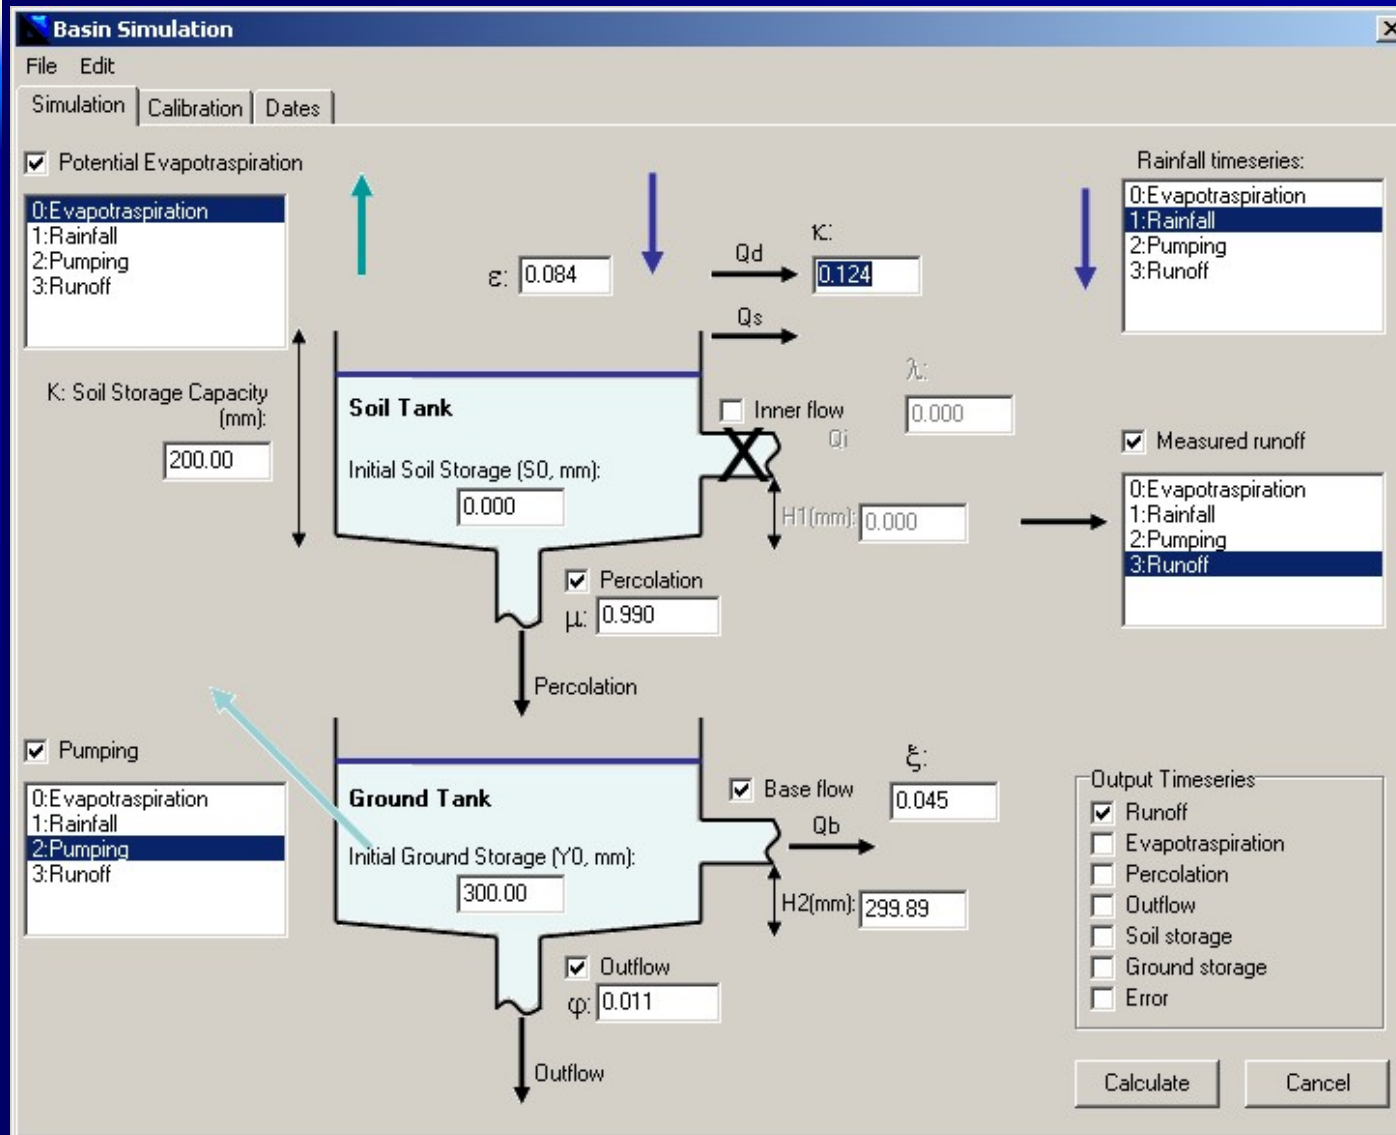 Basin Simulation
File Edit
Simulation Calibration Dates
Potential Evapotraspiration
0:Evapotraspiration
1:Rainfall
2:Pumping
3:Runoff
ε: 0.084
Qd
κ:
0.124
Qs
Rainfall timeseries:
0:Evapotraspiration
1:Rainfall
2:Pumping
3:Runoff
K: Soil Storage Capacity
(mm):
200.00
Soil Tank
Initial Soil Storage (S0, mm):
0.000
Inner flow
Qi
λ:
0.000
H1(mm): 0.000
Measured runoff
0:Evapotraspiration
1:Rainfall
2:Pumping
3:Runoff
Percolation
μ: 0.990
Percolation
Pumping
0:Evapotraspiration
1:Rainfall
2:Pumping
3:Runoff
Ground Tank
Initial Ground Storage (Y0, mm):
300.00
Base flow
Qb
ξ:
0.045
H2(mm): 299.89
Outflow
φ: 0.011
Outflow
Output Timeseries
Runoff
Evapotraspiration
Percolation
Outflow
Soil storage
Ground storage
Error
Calculate Cancel